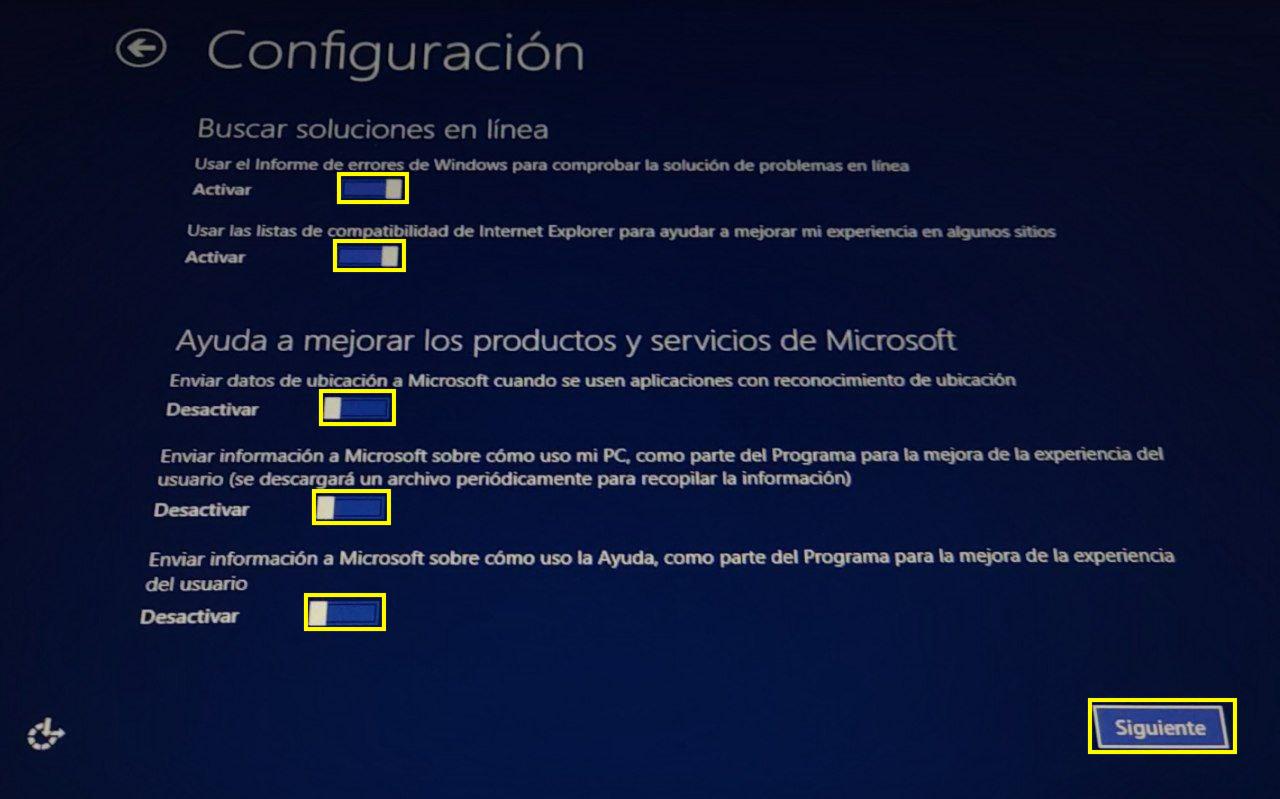 Configuración
Buscar soluciones en línea
Usar el Informe de errores de Windows para comprobar la solución de problemas en línea
Activar
Usar las listas de compatibilidad de Internet Explorer para ayudar a mejorar mi experiencia en algunos sitios
Activar
Ayuda a mejorar los productos y servicios de Microsoft
Enviar datos de ubicación a Microsoft cuando se usen aplicaciones con reconocimiento de ubicación
Desactivar
Enviar información a Microsoft sobre cómo uso mi PC, como parte del Programa para la mejora de la experiencia del
usuario (se descargará un archivo periódicamente para recopilar la información)
Desactivar
Enviar información a Microsoft sobre cómo uso la Ayuda, como parte del Programa para la mejora de la experiencia
del usuario
Desactivar
Siguiente